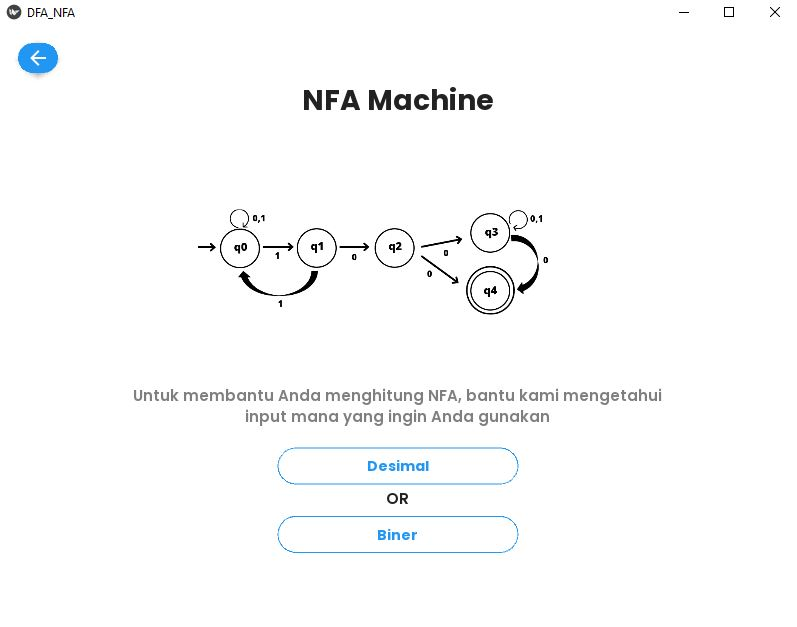 DFA_NFA
NFA Machine
0,1
q0
1
q1
0
q2
0
0
q3
0,1
0
q4
1
Untuk membantu Anda menghitung NFA, bantu kami mengetahui
input mana yang ingin Anda gunakan
Desimal
OR
Biner